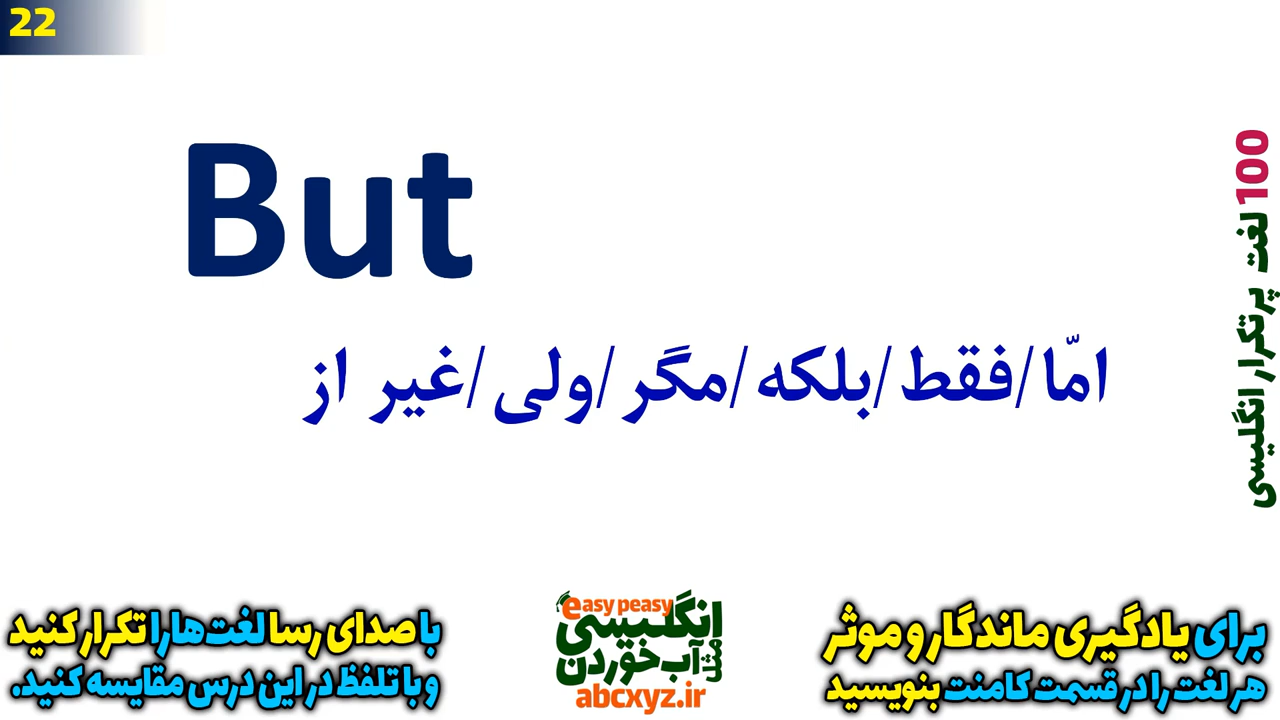 22
But
امّا/فقط/بلکه/مگر/ولی/غیر از
100 لغت پرتکرار انگلیسی
برای یادگیری ماندگار و موثر
هر لغت را در قسمت کامنت بنویسید
easy peasy
انگلیسی
مثل آب خوردن
abcxyz.ir
با صدای رسا لغت‌ها را تکرار کنید
و با تلفظ در این درس مقایسه کنید.